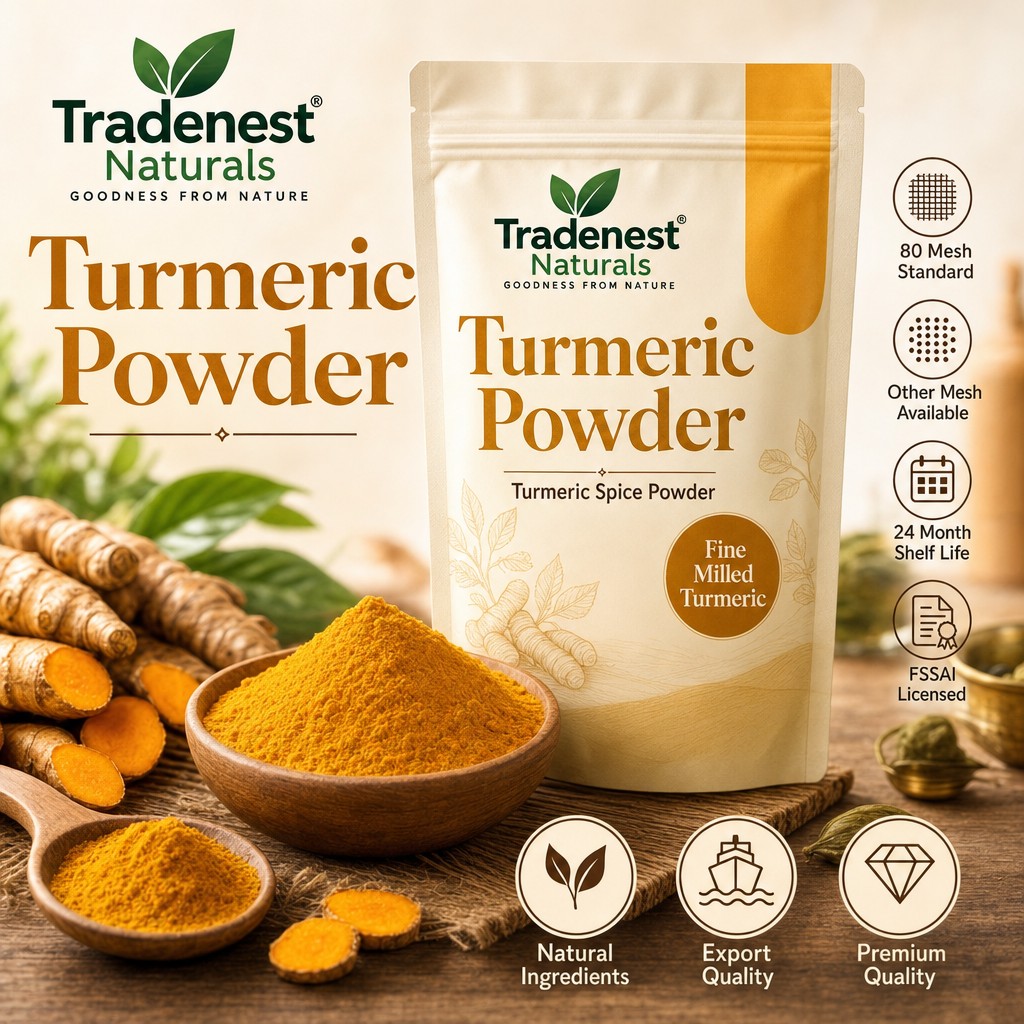 Tradenest®
Naturals
GOODNESS FROM NATURE
Turmeric
Powder
Tradenest®
Naturals
GOODNESS FROM NATURE
Turmeric
Powder
Turmeric Spice Powder
Fine
Milled
Turmeric
80 Mesh
Standard
Other Mesh
Available
24 Month
Shelf Life
FSSAI
Licensed
Natural
Ingredients
Export
Quality
Premium
Quality